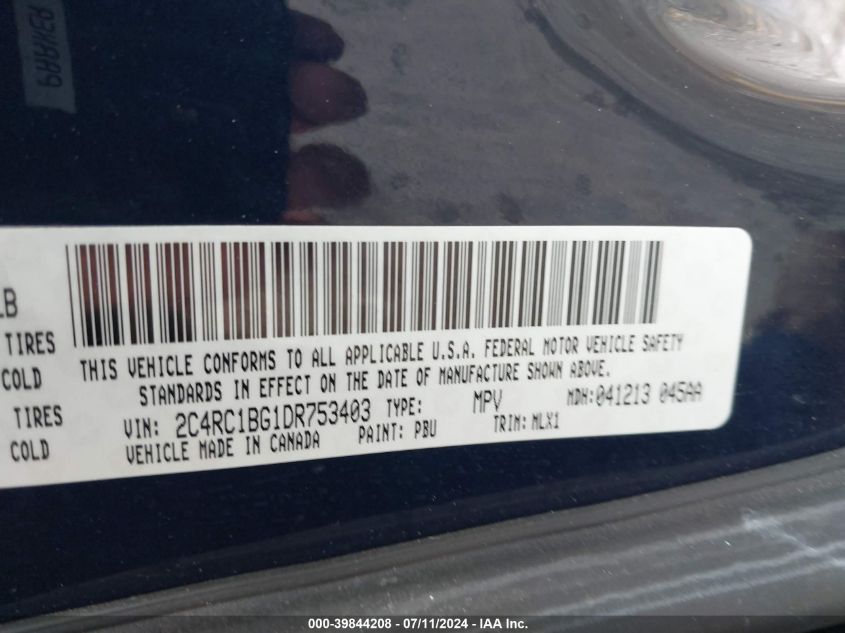 LB
TIRES
COLD
TIRES
COLD
THIS VEHICLE CONFORMS TO ALL APPLICABLE U.S.A. FEDERAL MOTOR VEHICLE SAFETY
STANDARDS IN EFFECT ON THE DATE OF MANUFACTURE SHOWN ABOVE.
VIN: 2C4RC1BG1DR753403 TYPE: MPV MDH:041213 045AA
VEHICLE MADE IN CANADA PAINT: PBU TRIM: MLX1
000-39844208 - 07/11/2024 - IAA Inc.